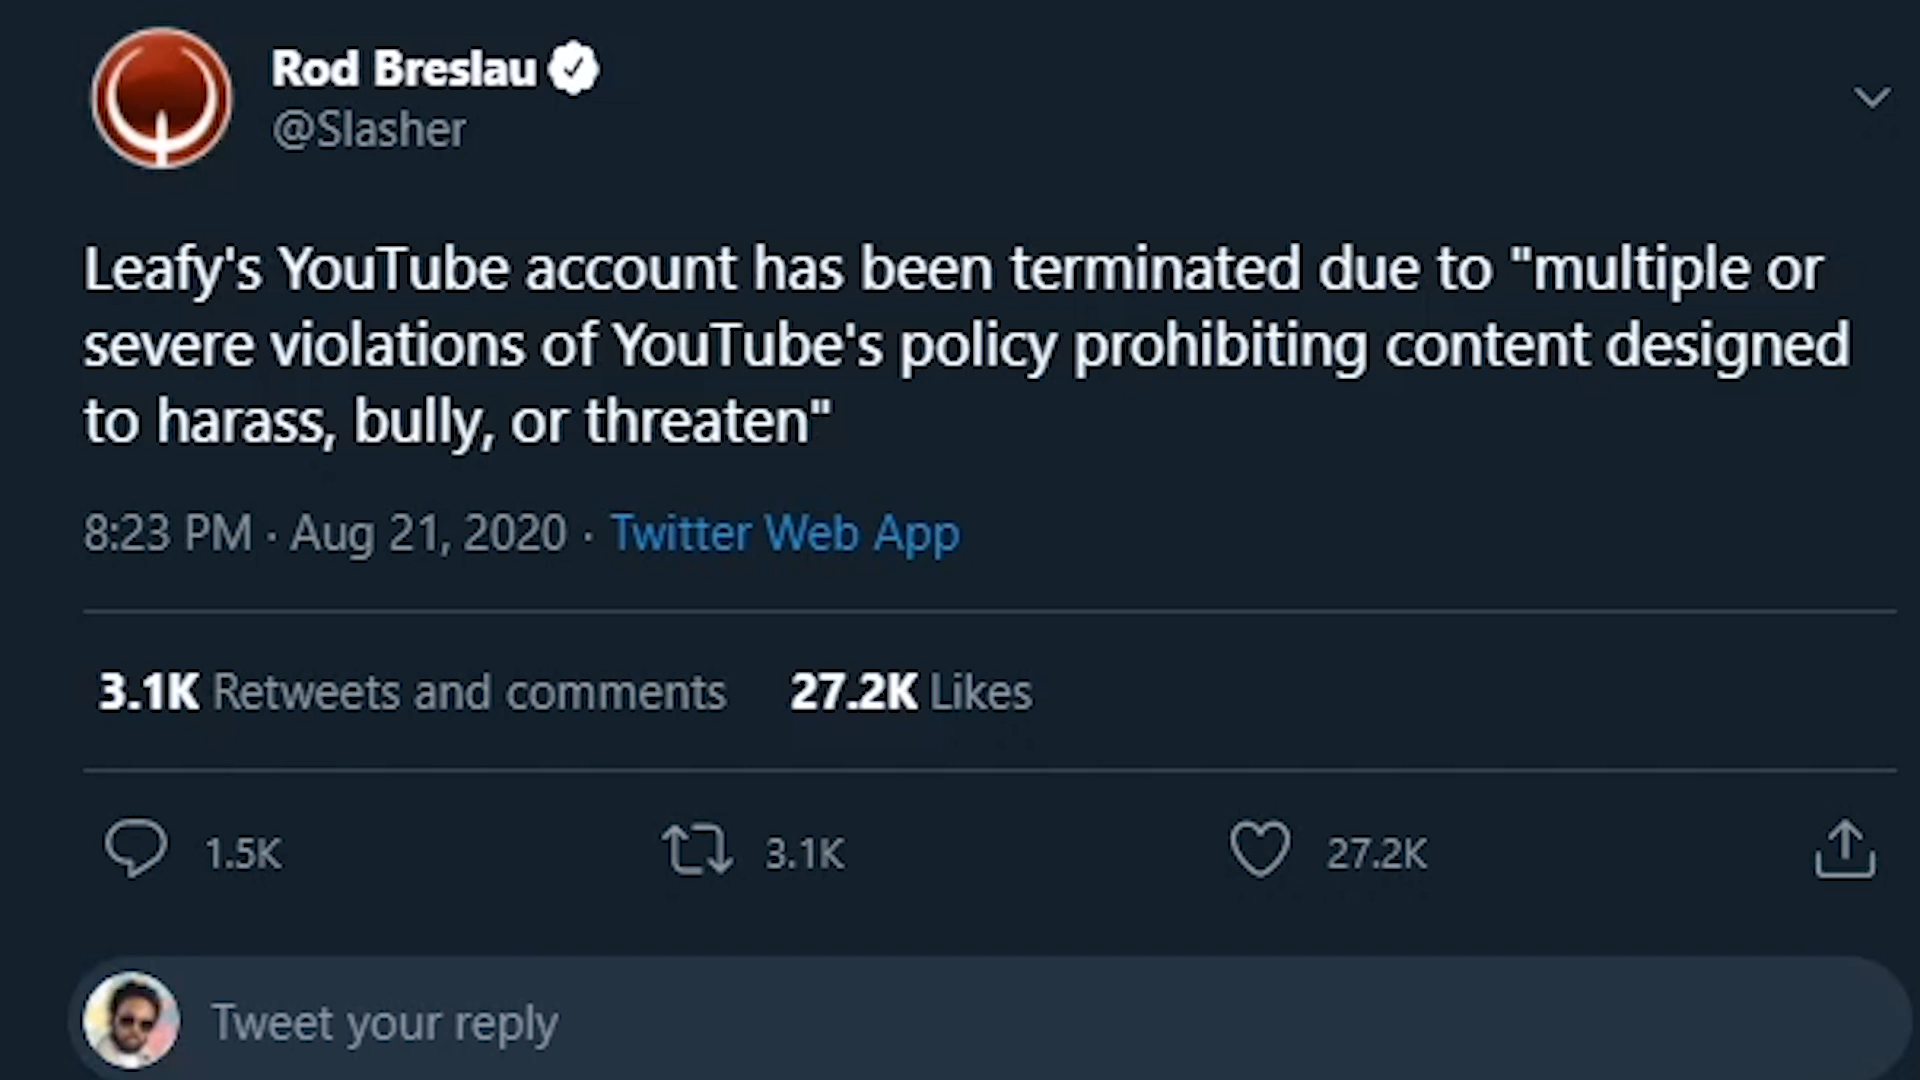 Rod Breslau
@Slasher
Leafy's YouTube account has been terminated due to "multiple or
severe violations of YouTube's policy prohibiting content designed
to harass, bully, or threaten"
8:23 PM · Aug 21, 2020 · Twitter Web App
3.1K Retweets and comments 27.2K Likes
1.5K 3.1K 27.2K
Tweet your reply